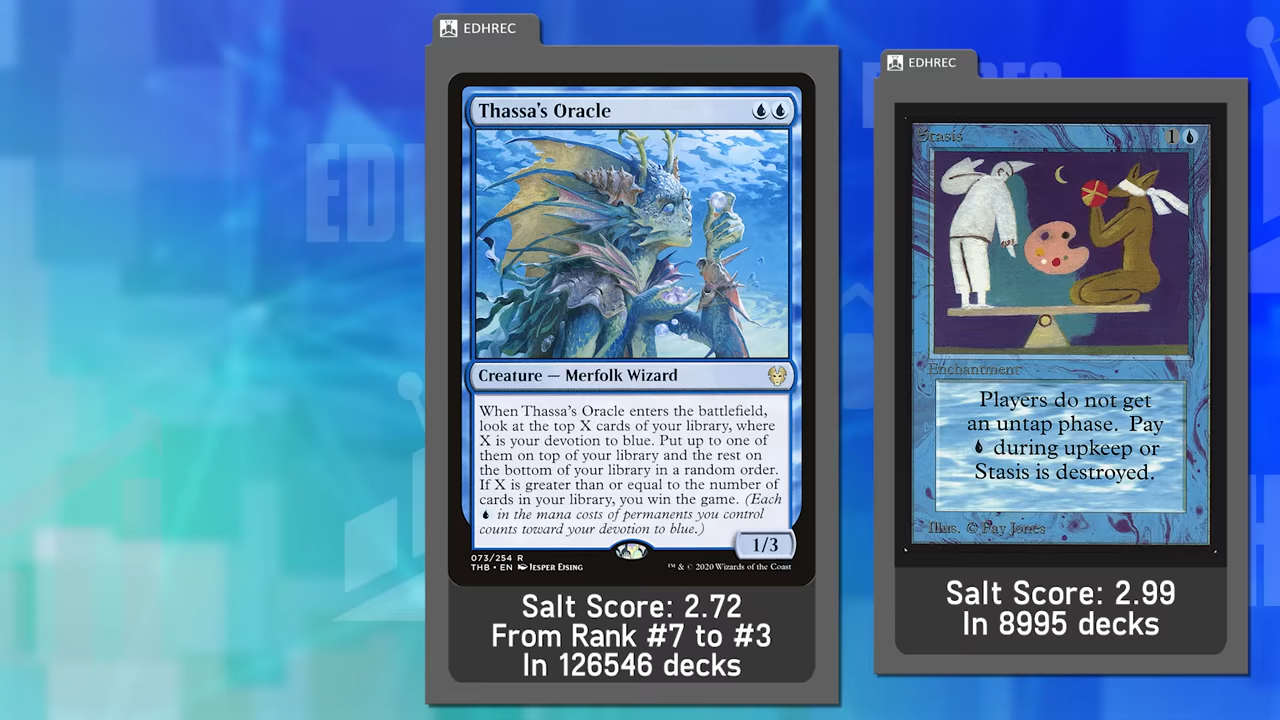 EDHREC
Thassa's Oracle
Creature — Merfolk Wizard
When Thassa's Oracle enters the battlefield,
look at the top X cards of your library, where
X is your devotion to blue. Put up to one of
them on top of your library and the rest on
the bottom of your library in a random order.
If X is greater than or equal to the number of
cards in your library, you win the game. (Each
in the mana costs of permanents you control
counts toward your devotion to blue.)
1/3
073/254 R
THB • EN Jesper Ejsing
™ & © 2020 Wizards of the Coast
Salt Score: 2.72
From Rank #7 to #3
In 126546 decks
EDHREC
Stasis
1
Enchantment
Players do not get
an untap phase. Pay
during upkeep or
Stasis is destroyed.
Illus. © Fay Jones
Salt Score: 2.99
In 8995 decks